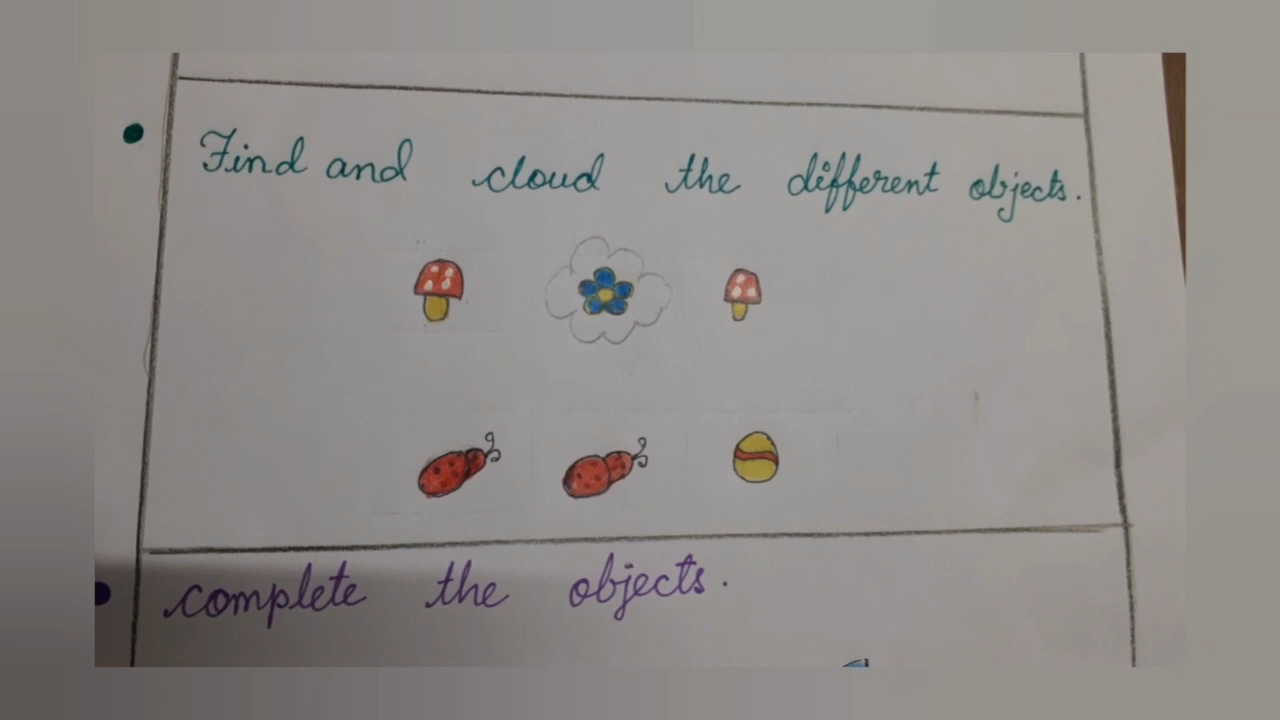 Find and cloud the different objects.
complete the objects.